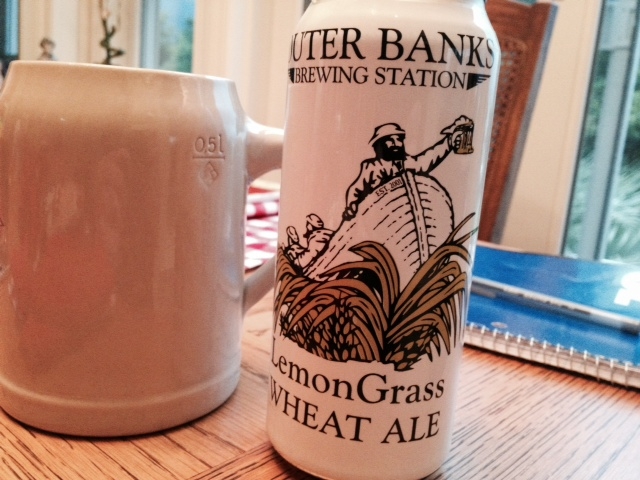 0,5l
OUTER BANKS
BREWING STATION
EST. 2001
LemonGrass
WHEAT ALE